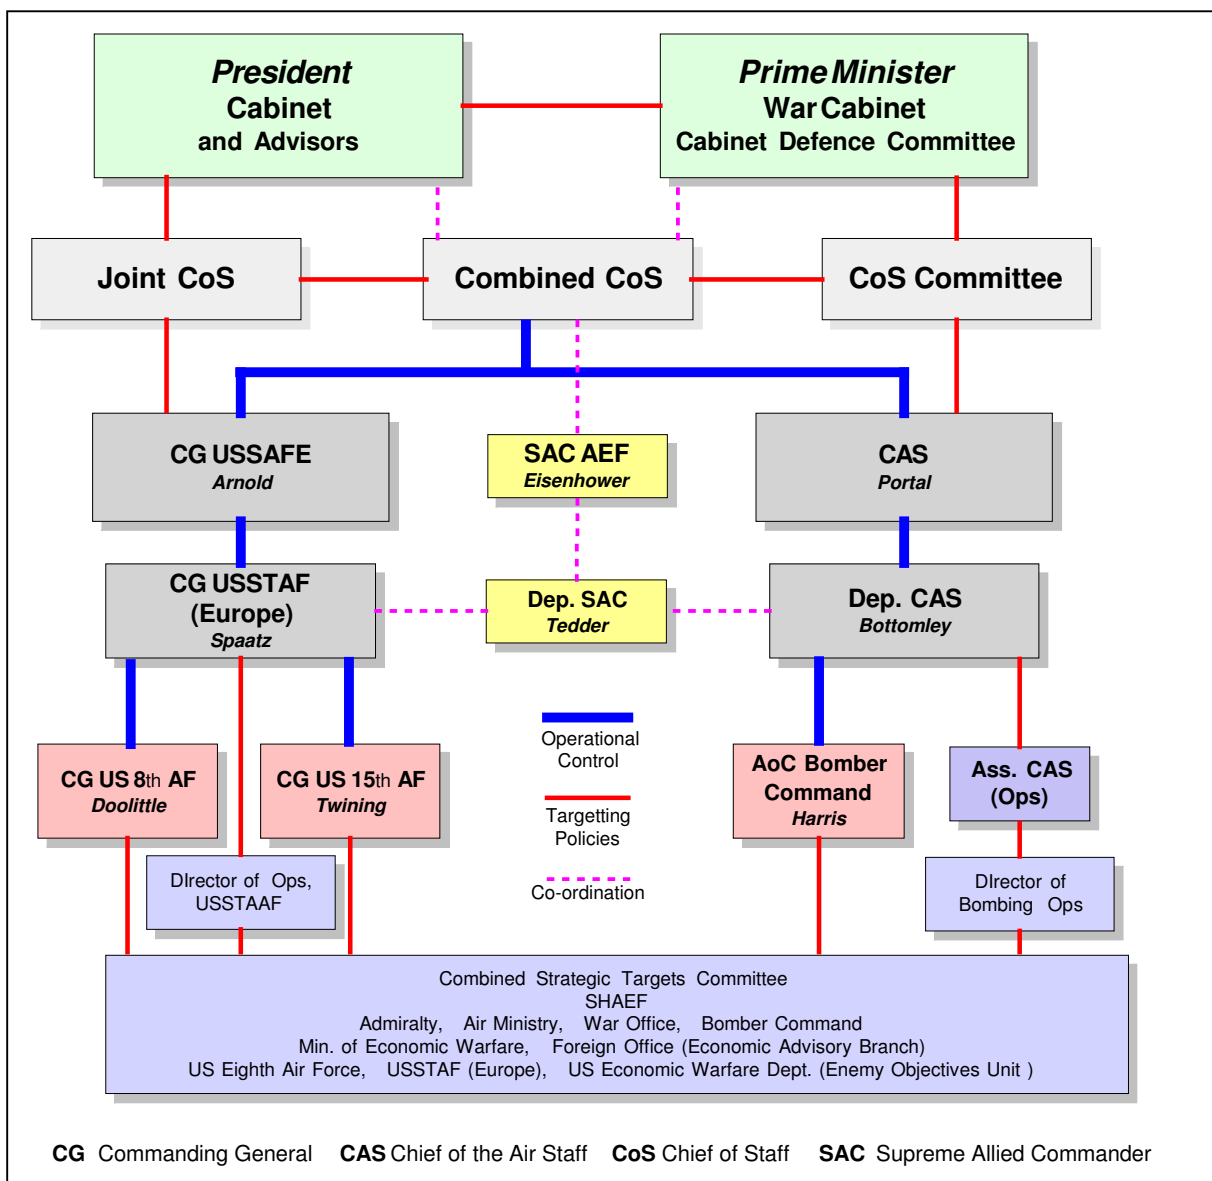 President
Cabinet
and Advisors
Prime Minister
War Cabinet
Cabinet Defence Committee
Joint CoS
Combined CoS
CoS Committee
CG USSAFE
Arnold
SAC AEF
Eisenhower
CAS
Portal
CG USSTAF
(Europe)
Spaatz
Dep. SAC
Tedder
Dep. CAS
Bottomley
Operational
Control
Targetting
Policies
Co-ordination
CG US 8th AF
Doolittle
CG US 15th AF
Twining
AoC Bomber
Command
Harris
Ass. CAS
(Ops)
DIrector of Ops,
USSTAAF
DIrector of
Bombing Ops
Combined Strategic Targets Committee
SHAEF
Admiralty, Air Ministry, War Office, Bomber Command
Min. of Economic Warfare, Foreign Office (Economic Advisory Branch)
US Eighth Air Force, USSTAF (Europe), US Economic Warfare Dept. (Enemy Objectives Unit )
CG Commanding General CAS Chief of the Air Staff CoS Chief of Staff SAC Supreme Allied Commander